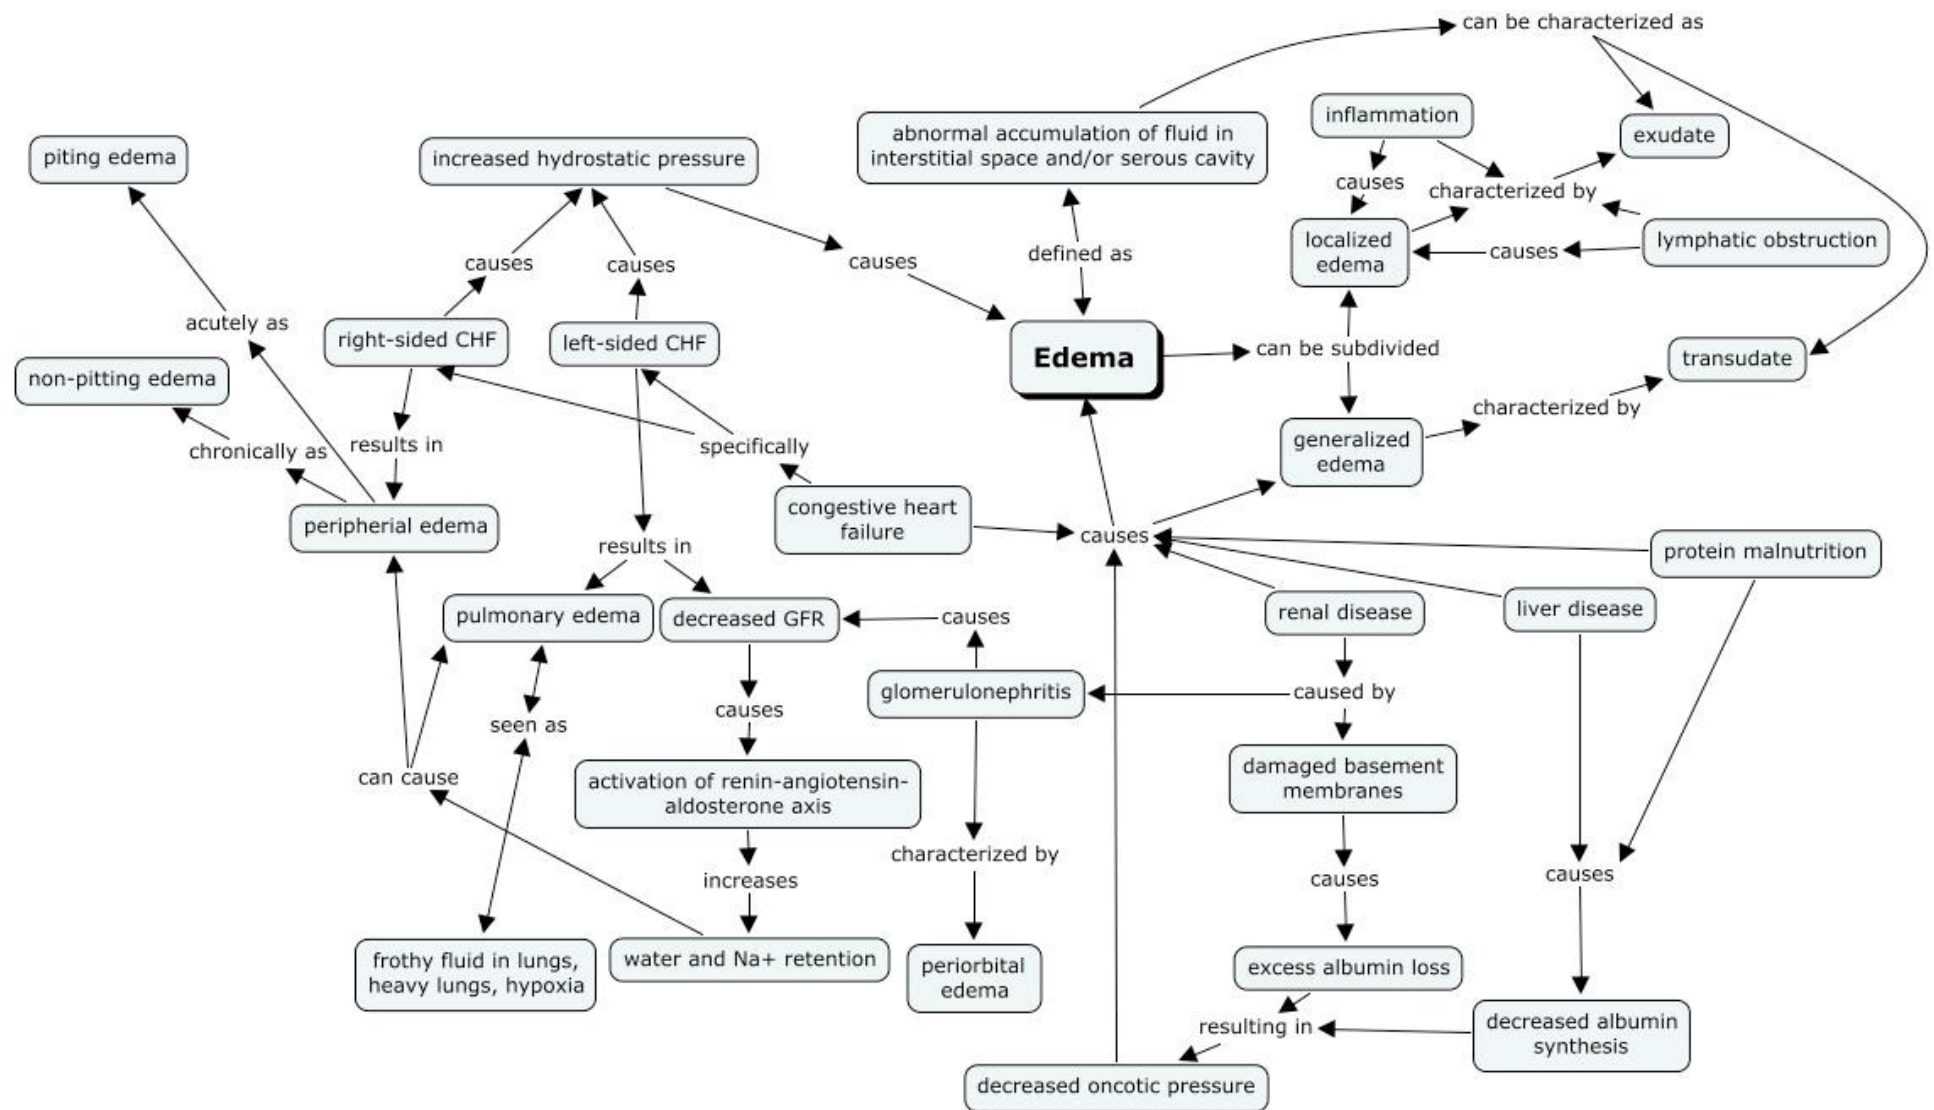 can be characterized as
inflammation
abnormal accumulation of fluid in
interstitial space and/or serous cavity
exudate
piting edema
increased hydrostatic pressure
causes
characterized by
localized
edema
causes
lymphatic obstruction
defined as
causes
causes
causes
acutely as
right-sided CHF
left-sided CHF
Edema
can be subdivided
transudate
non-pitting edema
characterized by
chronically as
results in
specifically
generalized
edema
peripherial edema
congestive heart
failure
causes
results in
protein malnutrition
pulmonary edema
decreased GFR
causes
renal disease
liver disease
glomerulonephritis
caused by
seen as
causes
can cause
activation of renin-angiotensin-
aldosterone axis
damaged basement
membranes
characterized by
increases
causes
causes
frothy fluid in lungs,
heavy lungs, hypoxia
water and Na+ retention
periorbital
edema
excess albumin loss
resulting in
decreased albumin
synthesis
decreased oncotic pressure